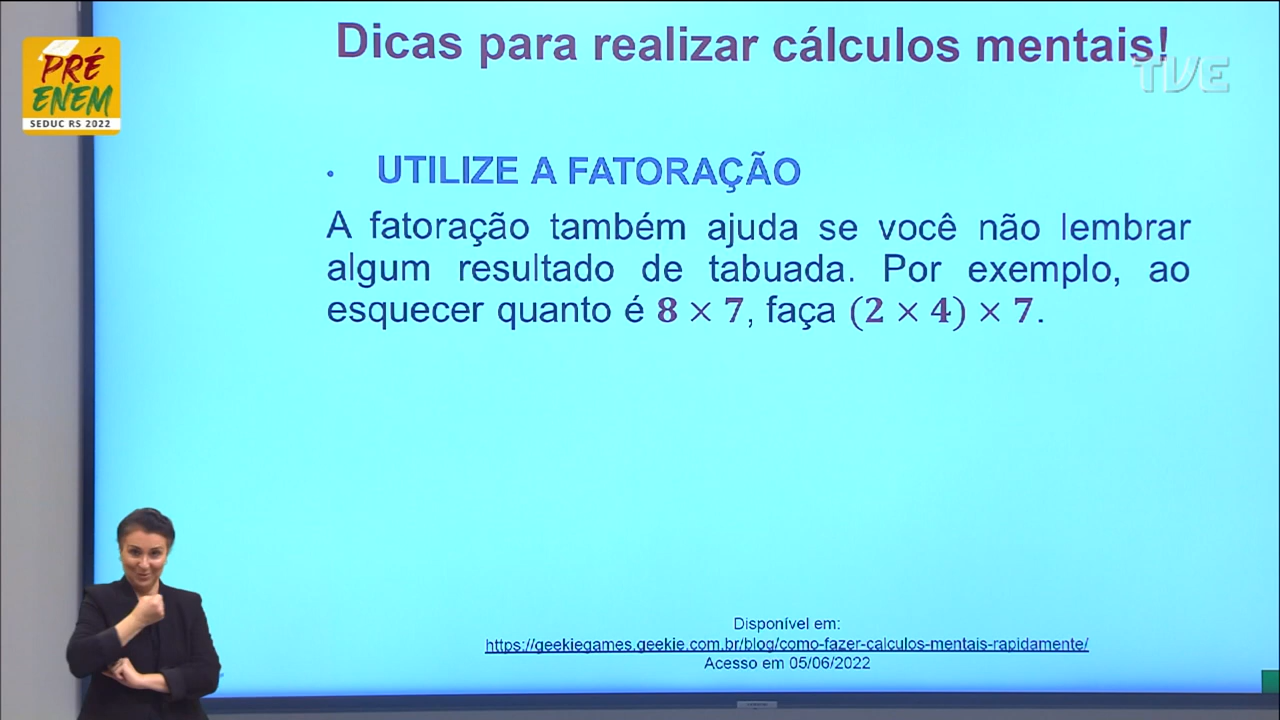 Dicas para realizar cálculos mentais!
TVE
PRÉ
ENEM
SEDUC RS 2022
• UTILIZE A FATORAÇÃO
A fatoração também ajuda se você não lembrar
algum resultado de tabuada. Por exemplo, ao
esquecer quanto é 8 × 7, faça (2 × 4) × 7.
Disponível em:
https://geekiegames.geekie.com.br/blog/como-fazer-calculos-mentais-rapidamente/
Acesso em 05/06/2022